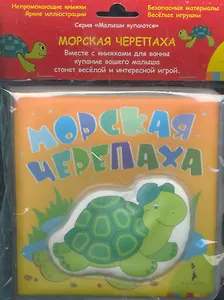 Непромокающие книжки
Яркие иллюстрации
Безопасные материалы
Весёлые игрушки
Серия «Малыши купаются»
МОРСКАЯ ЧЕРЕПАХА
Вместе с книжками для ванны
купание вашего малыша
станет весёлой и интересной игрой.
МОРСКАЯ
ЧЕРЕПАХА